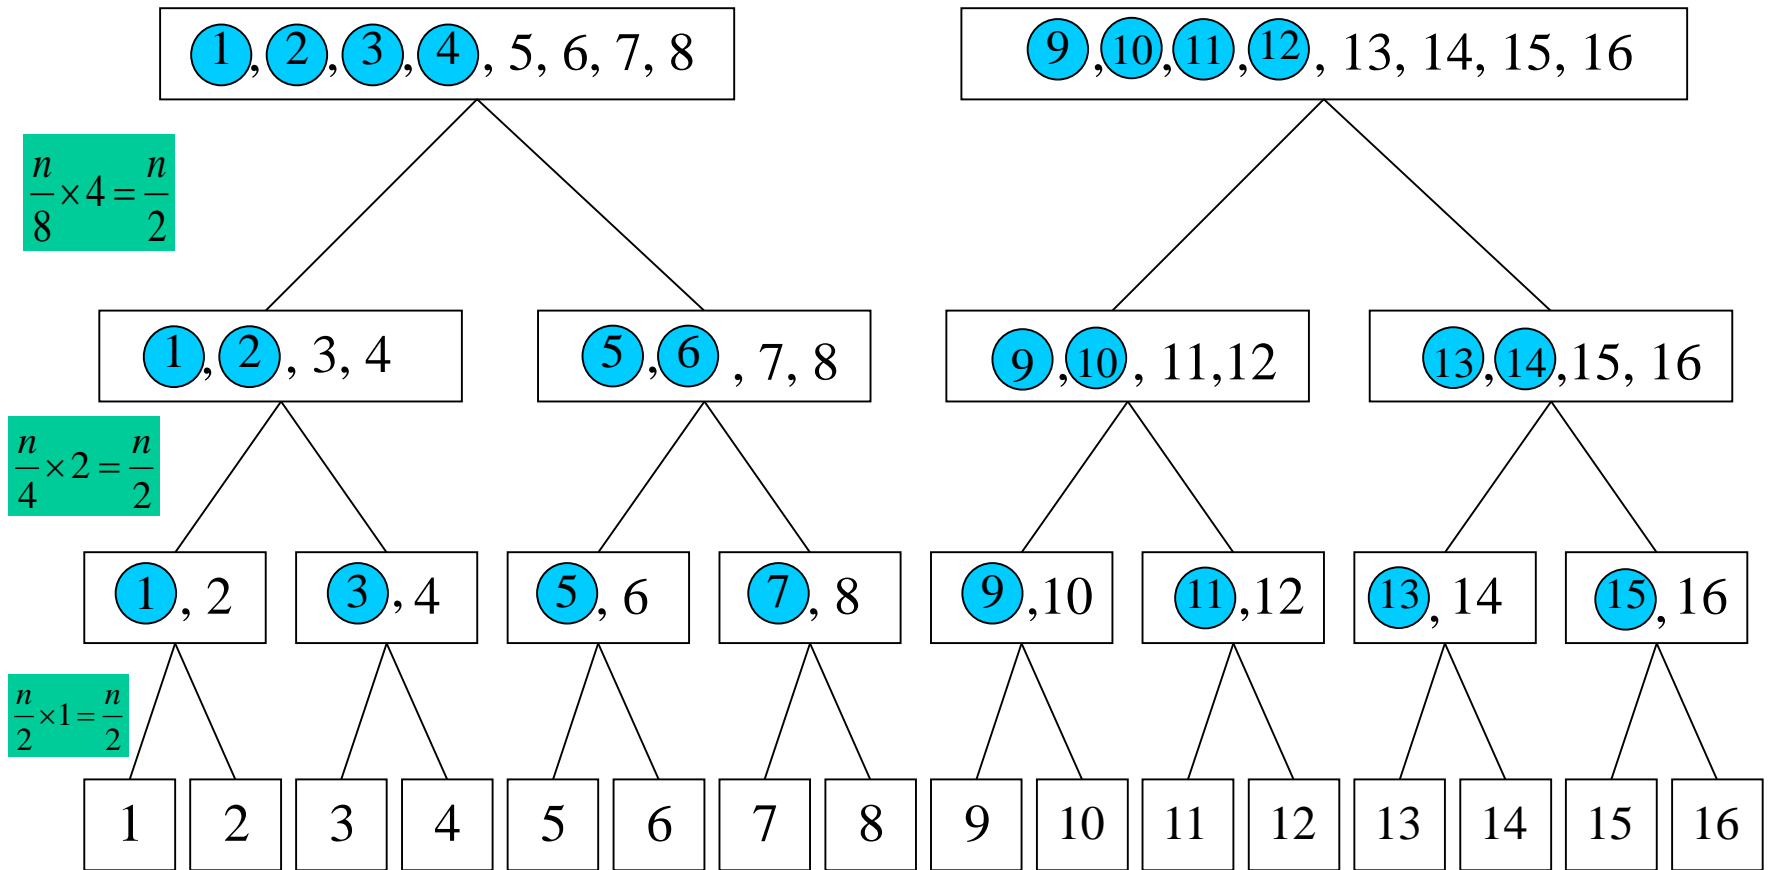 1, 2, 3, 4, 5, 6, 7, 8
9, 10, 11, 12, 13, 14, 15, 16
n/8 × 4 = n/2
1, 2, 3, 4
5, 6, 7, 8
9, 10, 11,12
13, 14,15, 16
n/4 × 2 = n/2
1, 2
3, 4
5, 6
7, 8
9,10
11,12
13, 14
15, 16
n/2 × 1 = n/2
1
2
3
4
5
6
7
8
9
10
11
12
13
14
15
16